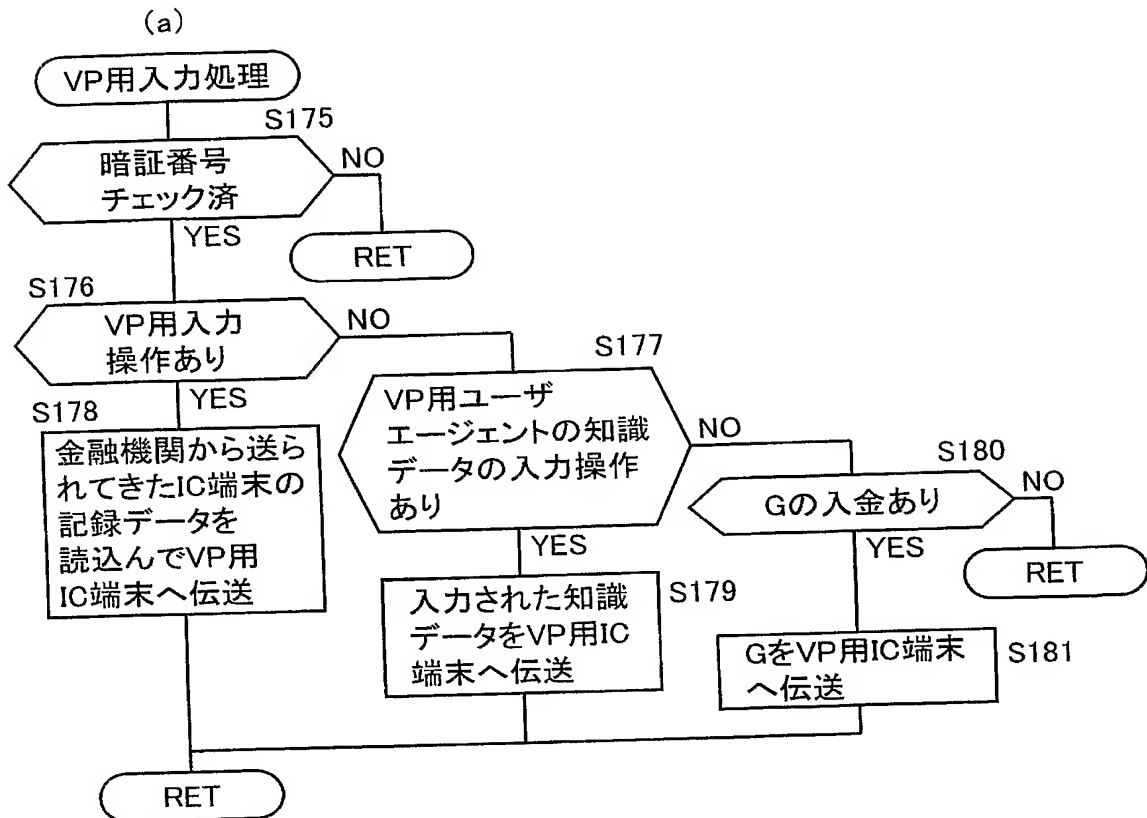 (a)
VP用入力処理
S175
暗証番号
チェック済
NO
YES
RET
S176
VP用入力
操作あり
NO
YES
S177
VP用ユーザ
エージェントの知識
データの入力操作
あり
NO
YES
S178
金融機関から送ら
れてきたIC端末の
記録データを
読込んでVP用
IC端末へ伝送
S180
Gの入金あり
NO
YES
RET
S179
入力された知識
データをVP用IC
端末へ伝送
S181
GをVP用IC端末
へ伝送
RET